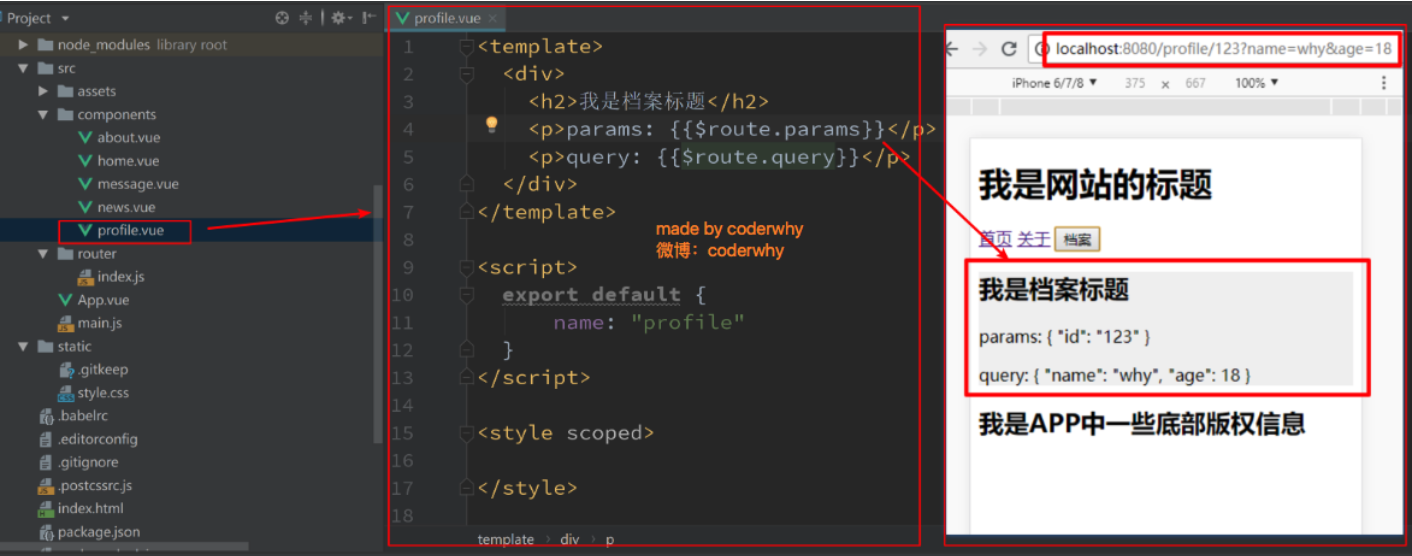 Project
node_modules library root
src
assets
components
about.vue
home.vue
message.vue
news.vue
profile.vue
router
index.js
App.vue
main.js
static
.gitkeep
style.css
.babelrc
.editorconfig
.gitignore
.postcssrc.js
index.html
package.json
profile.vue
1 <template>
2 <div>
3 <h2>我是档案标题</h2>
4 <p>params: {{$route.params}}</p>
5 <p>query: {{$route.query}}</p>
6 </div>
7 </template>
8
9 <script>
10 export default {
11 name: "profile"
12 }
13 </script>
14
15 <style scoped>
16
17 </style>
18
made by coderwhy
微博：coderwhy
template › div › p
localhost:8080/profile/123?name=why&age=18
iPhone 6/7/8 ▼ 375 x 667 100% ▼
我是网站的标题
首页 关于 档案
我是档案标题
params: { "id": "123" }
query: { "name": "why", "age": 18 }
我是APP中一些底部版权信息